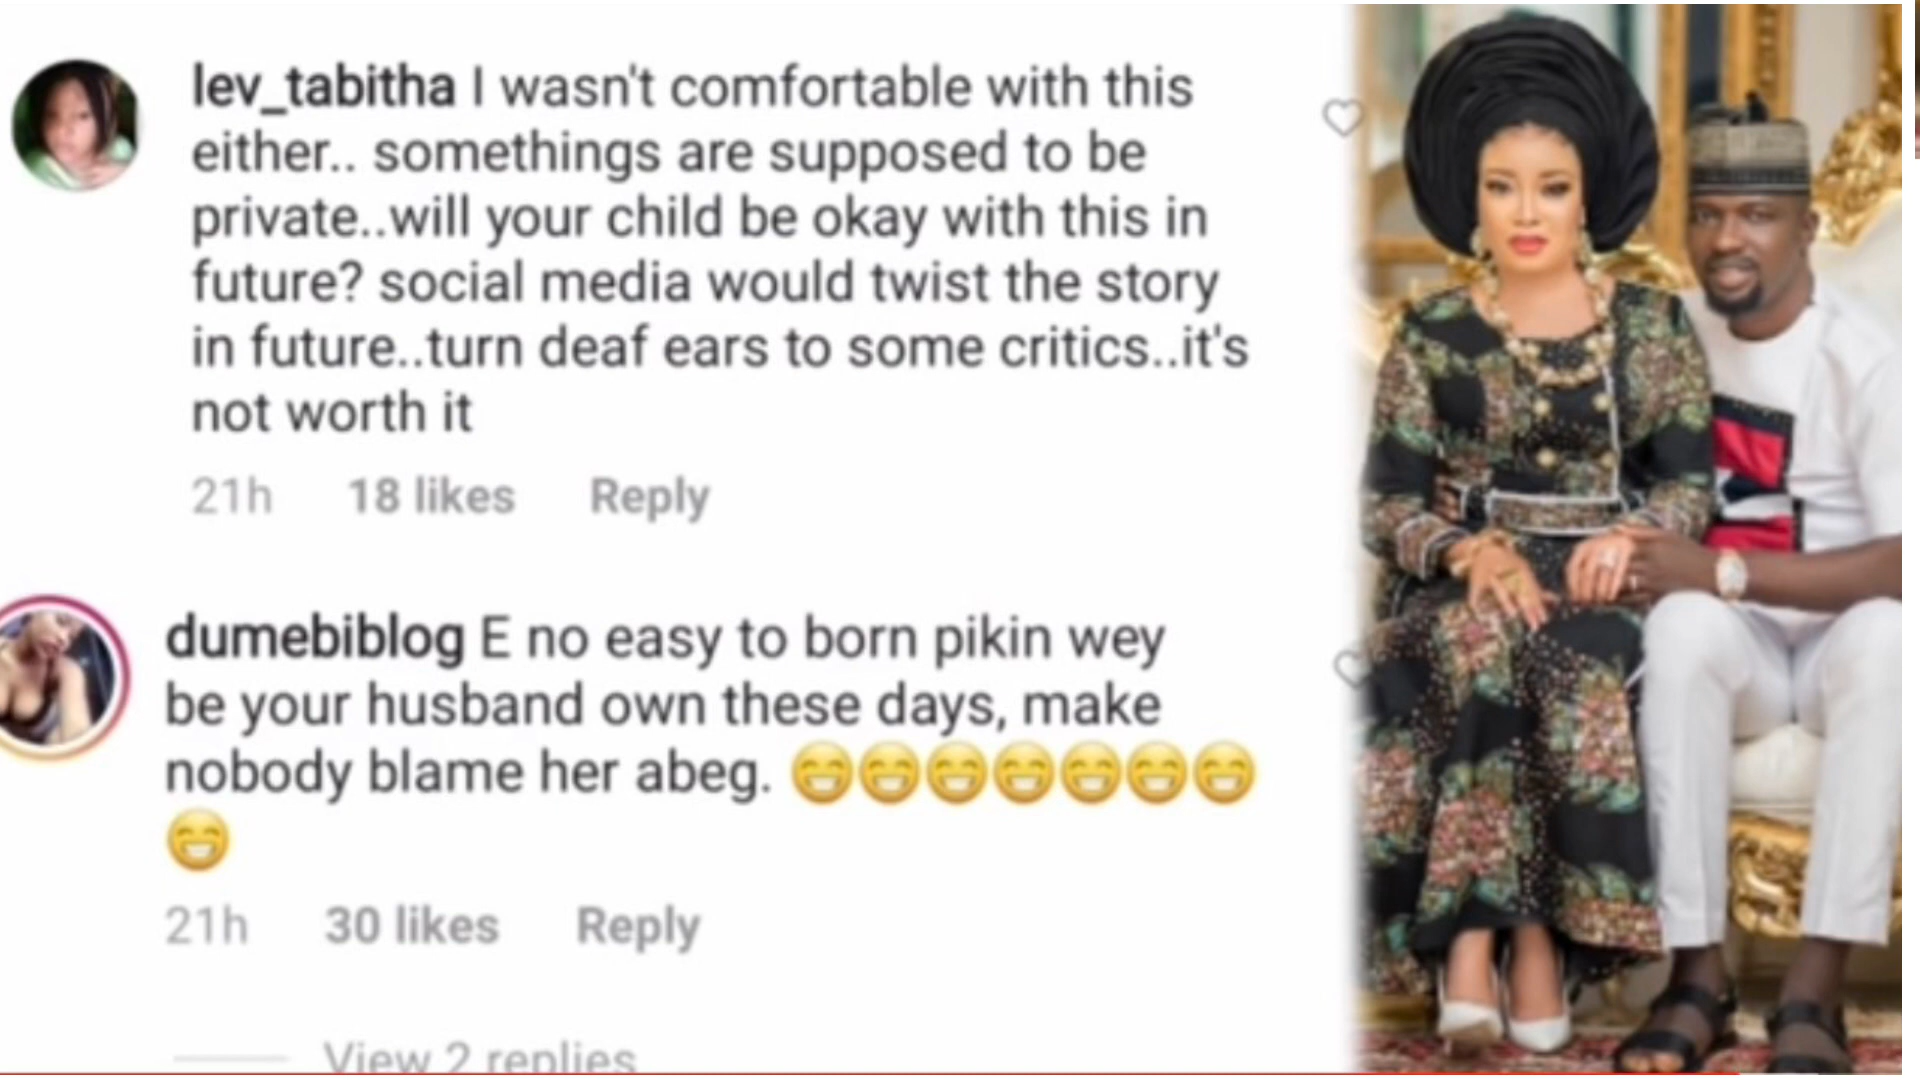 lev_tabitha I wasn't comfortable with this
either.. somethings are supposed to be
private..will your child be okay with this in
future? social media would twist the story
in future..turn deaf ears to some critics..it's
not worth it
21h 18 likes Reply
dumebiblog E no easy to born pikin wey
be your husband own these days, make
nobody blame her abeg. 😁😁😁😁😁😁😁
😁
21h 30 likes Reply
View 2 replies